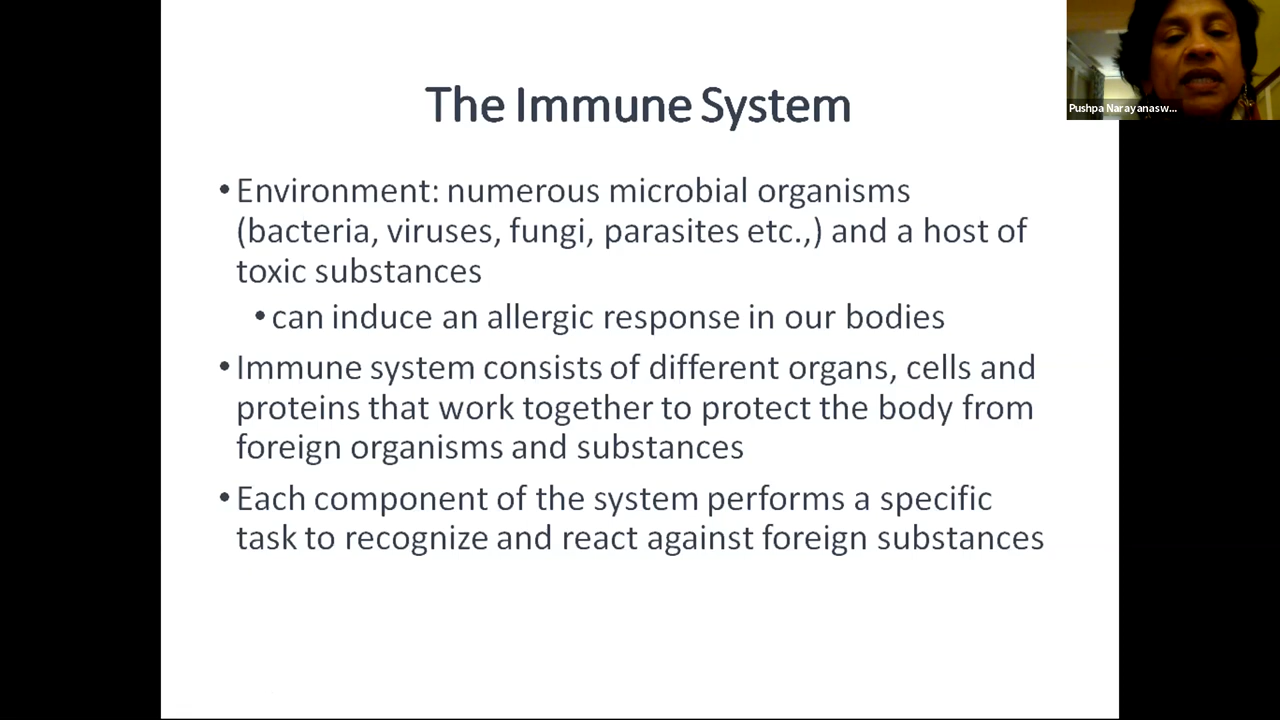 The Immune System
• Environment: numerous microbial organisms
(bacteria, viruses, fungi, parasites etc.,) and a host of
toxic substances
• can induce an allergic response in our bodies
• Immune system consists of different organs, cells and
proteins that work together to protect the body from
foreign organisms and substances
• Each component of the system performs a specific
task to recognize and react against foreign substances
Pushpa Narayanasw...